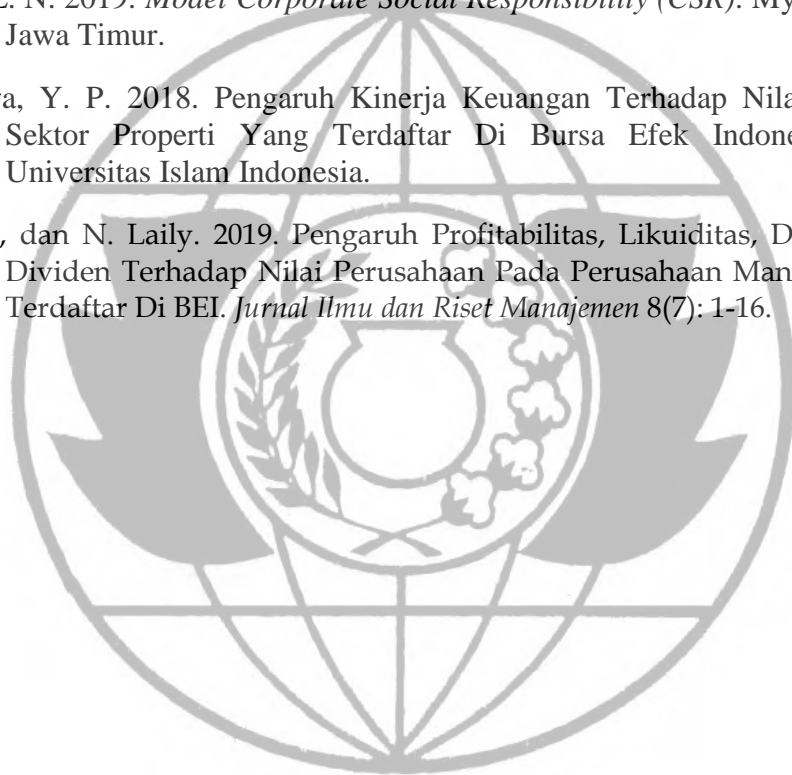 N. 2019. Model Corporate Social Responsibility (CSR). My
Jawa Timur.
a, Y. P. 2018. Pengaruh Kinerja Keuangan Terhadap Nila
Sektor Properti Yang Terdaftar Di Bursa Efek Indone
Universitas Islam Indonesia.
, dan N. Laily. 2019. Pengaruh Profitabilitas, Likuiditas, D
Dividen Terhadap Nilai Perusahaan Pada Perusahaan Man
Terdaftar Di BEI. Jurnal Ilmu dan Riset Manajemen 8(7): 1-16.